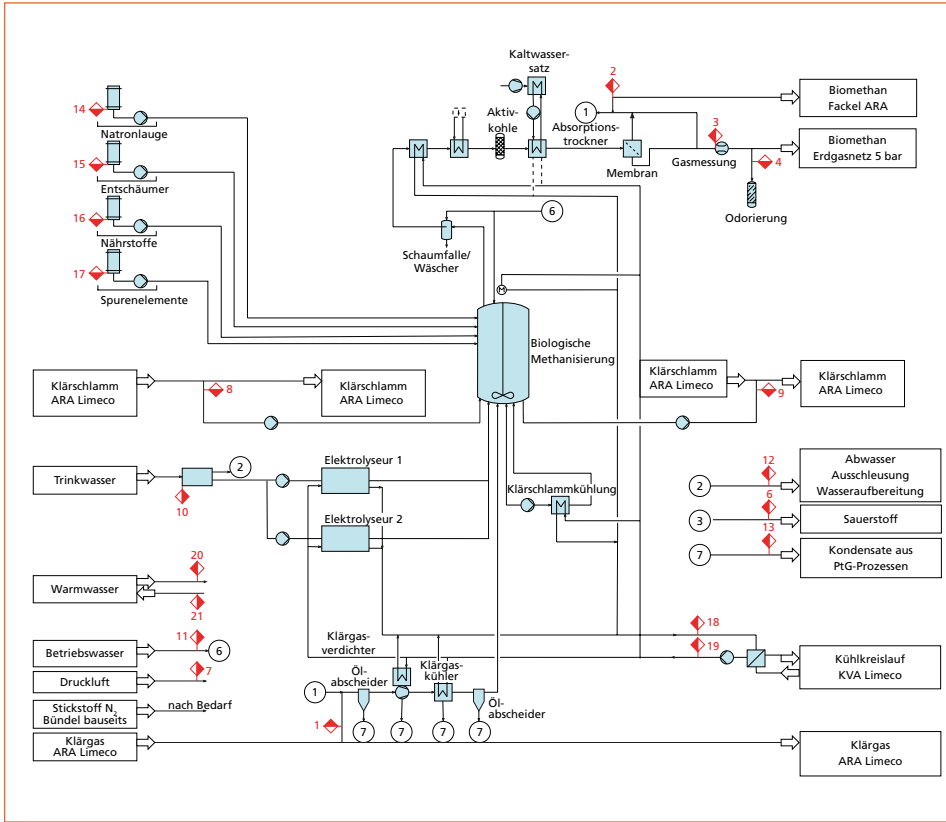 Kaltwasser-
satz
2
Biomethan
Fackel ARA
14
Natronlauge
1
Aktiv-
kohle
Absorptions-
trockner
3
Gasmessung
Biomethan
Erdgasnetz 5 bar
4
Membran
15
Entschäumer
Odorierung
16
Nährstoffe
6
Schaumfalle/
Wäscher
17
Spurenelemente
M
Biologische
Methanisierung
Klärschlamm
ARA Limeco
8
Klärschlamm
ARA Limeco
Klärschlamm
ARA Limeco
9
Klärschlamm
ARA Limeco
Trinkwasser
2
10
Elektrolyseur 1
Elektrolyseur 2
Klärschlammkühlung
12
2
Abwasser
Ausschleusung
Wasseraufbereitung
6
3
Sauerstoff
13
7
Kondensate aus
PtG-Prozessen
20
Warmwasser
21
11
Betriebswasser
6
7
Druckluft
Stickstoff N2
Bündel bauseits
nach Bedarf
Klärgas
ARA Limeco
Klärgas-
verdichter
Öl-
abscheider
Klärgas-
kühler
Öl-
abscheider
1
1
7
7
7
7
18
19
Kühlkreislauf
KVA Limeco
Klärgas
ARA Limeco